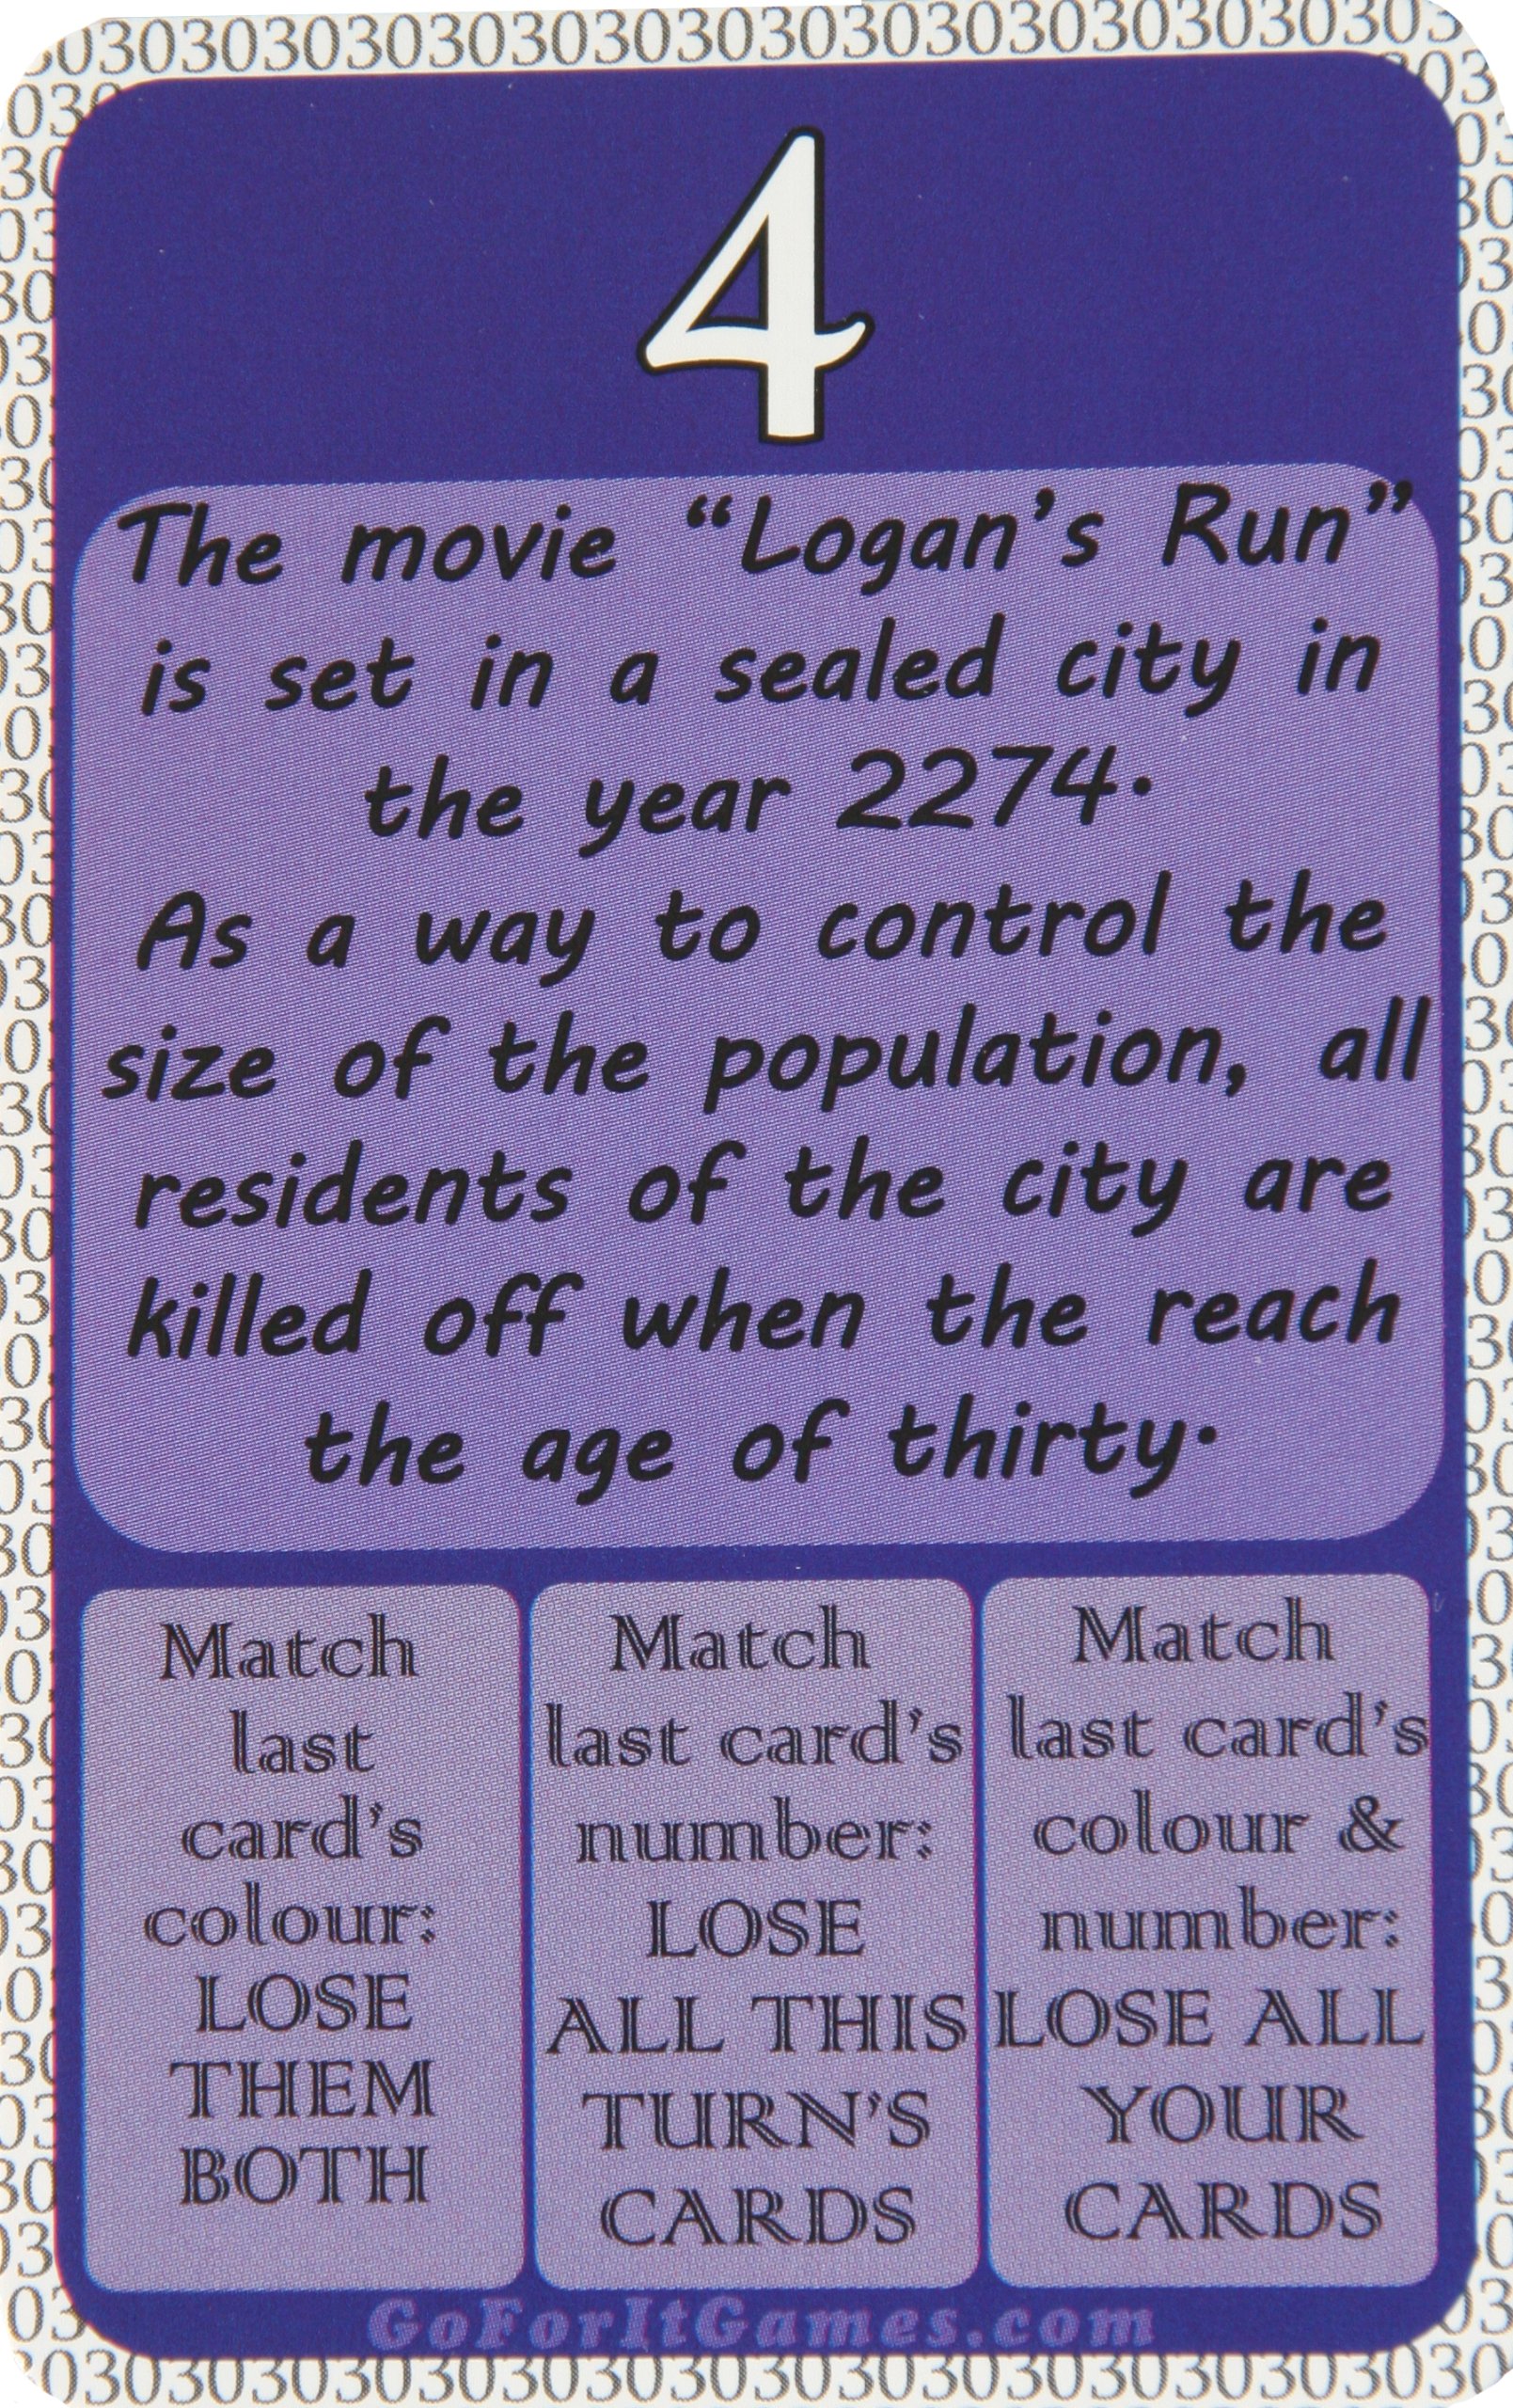 4
The movie “Logan’s Run”
is set in a sealed city in
the year 2274.
As a way to control the
size of the population, all
residents of the city are
killed off when the reach
the age of thirty.
Match
last
card’s
colour:
LOSE
THEM
BOTH
Match
last card’s
number:
LOSE
ALL THIS
TURN’S
CARDS
Match
last card’s
colour &
number:
LOSE ALL
YOUR
CARDS
GoForItGames.com